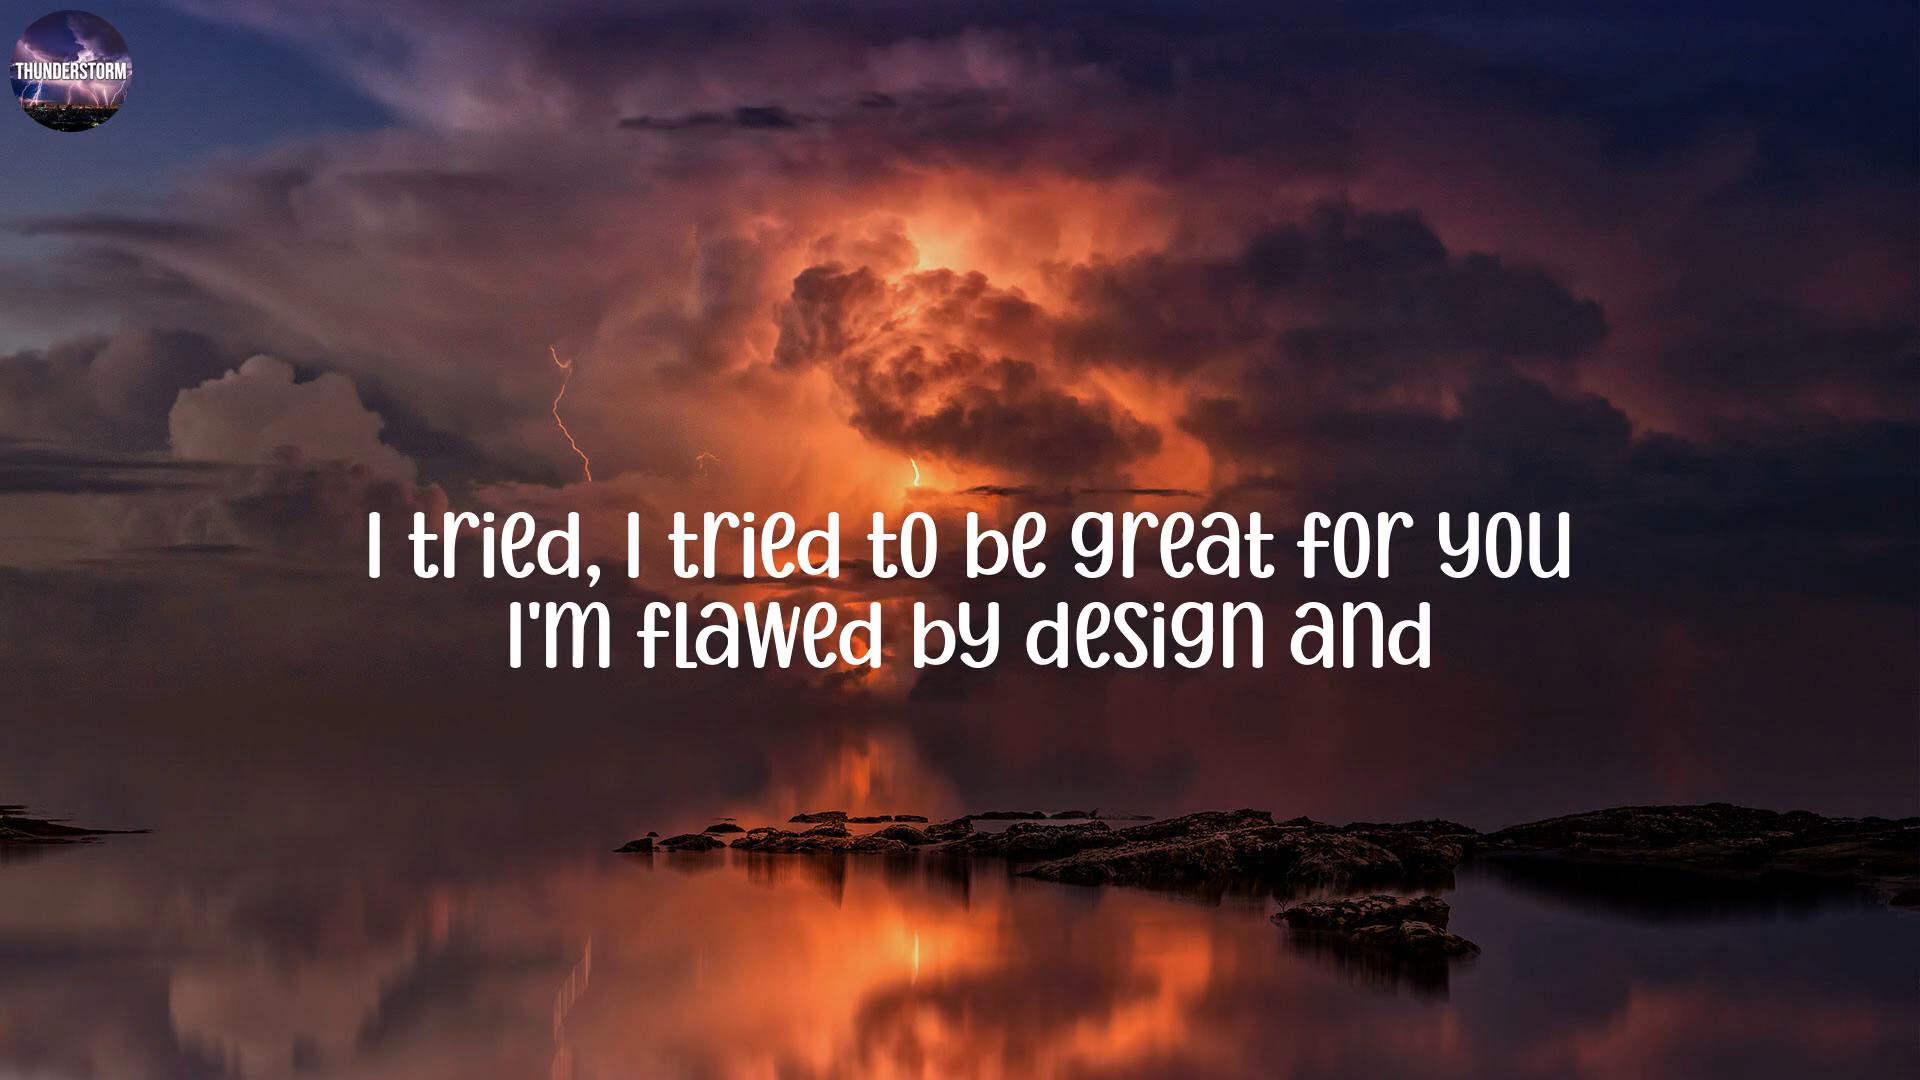 THUNDERSTORM
I tried, I tried to be great for you
I'm flawed by design and